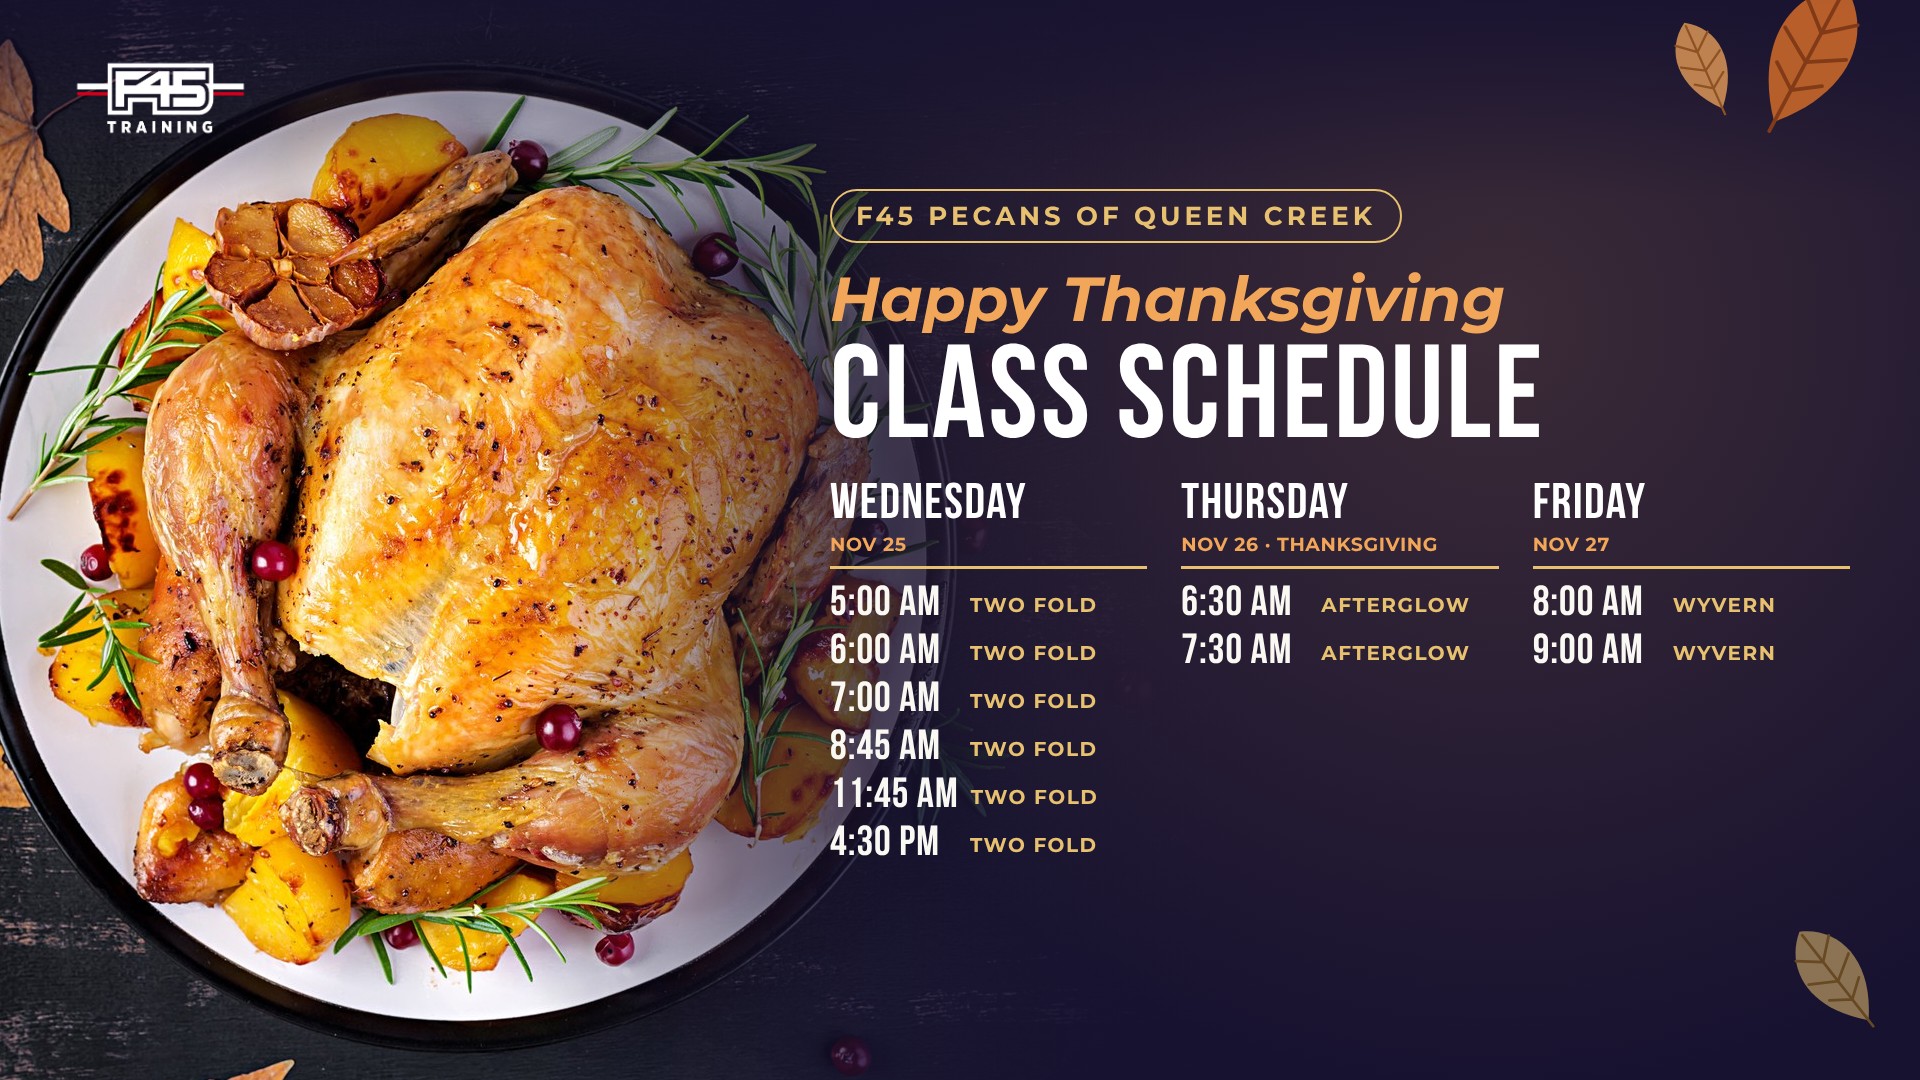 F45
TRAINING
F45 PECANS OF QUEEN CREEK
Happy Thanksgiving
CLASS SCHEDULE
WEDNESDAY
NOV 25
5:00 AM TWO FOLD
6:00 AM TWO FOLD
7:00 AM TWO FOLD
8:45 AM TWO FOLD
11:45 AM TWO FOLD
4:30 PM TWO FOLD
THURSDAY
NOV 26 · THANKSGIVING
6:30 AM AFTERGLOW
7:30 AM AFTERGLOW
FRIDAY
NOV 27
8:00 AM WYVERN
9:00 AM WYVERN